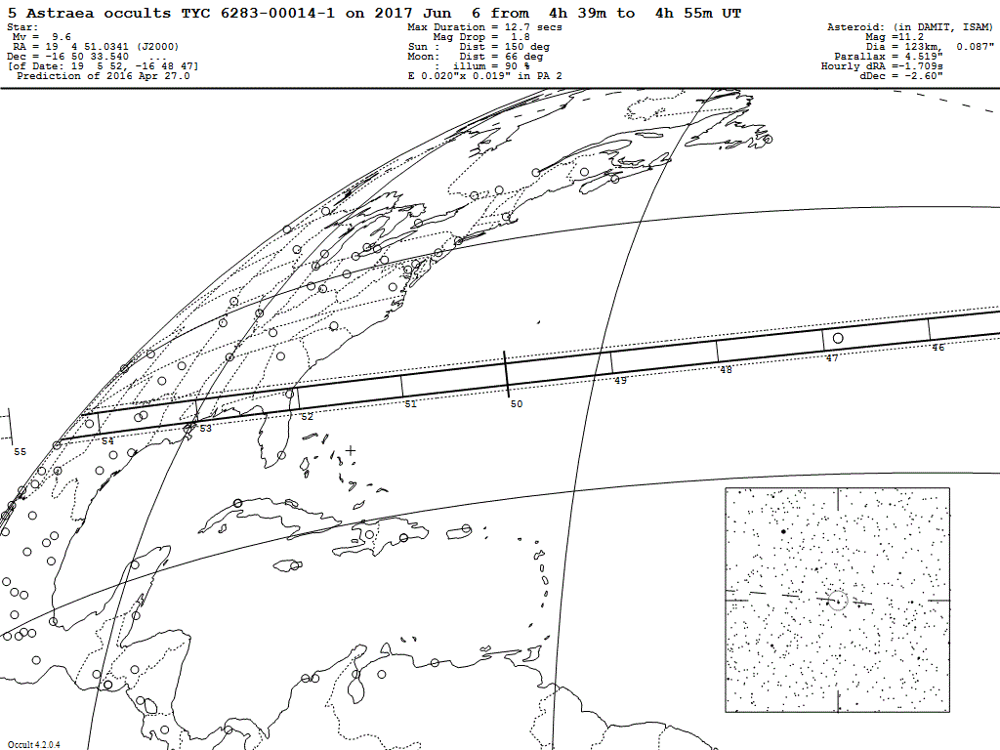 5 Astraea occults TYC 6283-00014-1 on 2017 Jun 6 from 4h 39m to 4h 55m UT
Star:
Mv = 9.6
RA = 19 4 51.0341 (J2000)
Dec = -16 50 33.540 ...
[of Date: 19 5 52, -16 48 47]
Prediction of 2016 Apr 27.0
Max Duration = 12.7 secs
Mag Drop = 1.8
Sun : Dist = 150 deg
Moon: Dist = 66 deg
: illum = 90 %
E 0.020"x 0.019" in PA 2
Asteroid: (in DAMIT, ISAM)
Mag =11.2
Dia = 123km, 0.087"
Parallax = 4.519"
Hourly dRA =-1.709s
dDec = -2.60"
46
47
48
49
50
51
52
53
54
55
Occult 4.2.0.4